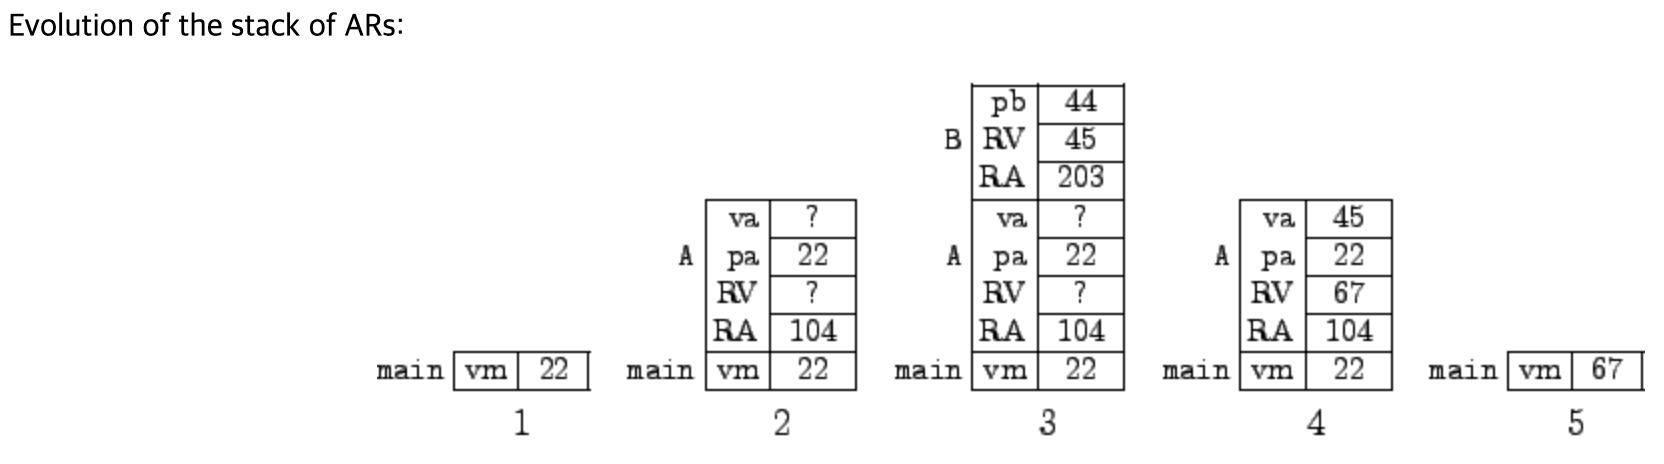 Evolution of the stack of ARs:
pb 44
B RV 45
RA 203
va ? va ? va 45
A pa 22 A pa 22 A pa 22
RV ? RV ? RV 67
RA 104 RA 104 RA 104
main vm 22 main vm 22 main vm 22 main vm 22 main vm 67
1 2 3 4 5